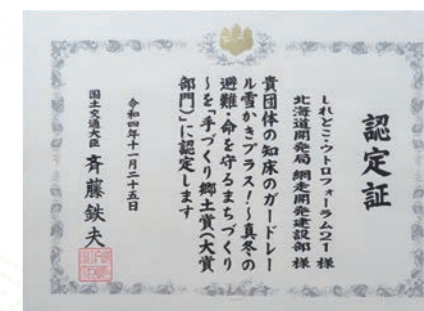 認定証
しれとこ・ウトロフォーラム21 様
北海道開発局 網走開発建設部 様
貴団体の知床のガードレー
ル雪かきプラス！～真冬の
避難・命を守るまちづくり
～を「手づくり郷土賞（大賞
部門）」に認定します
令和四年十一月二十五日
国土交通大臣 斉藤鉄夫